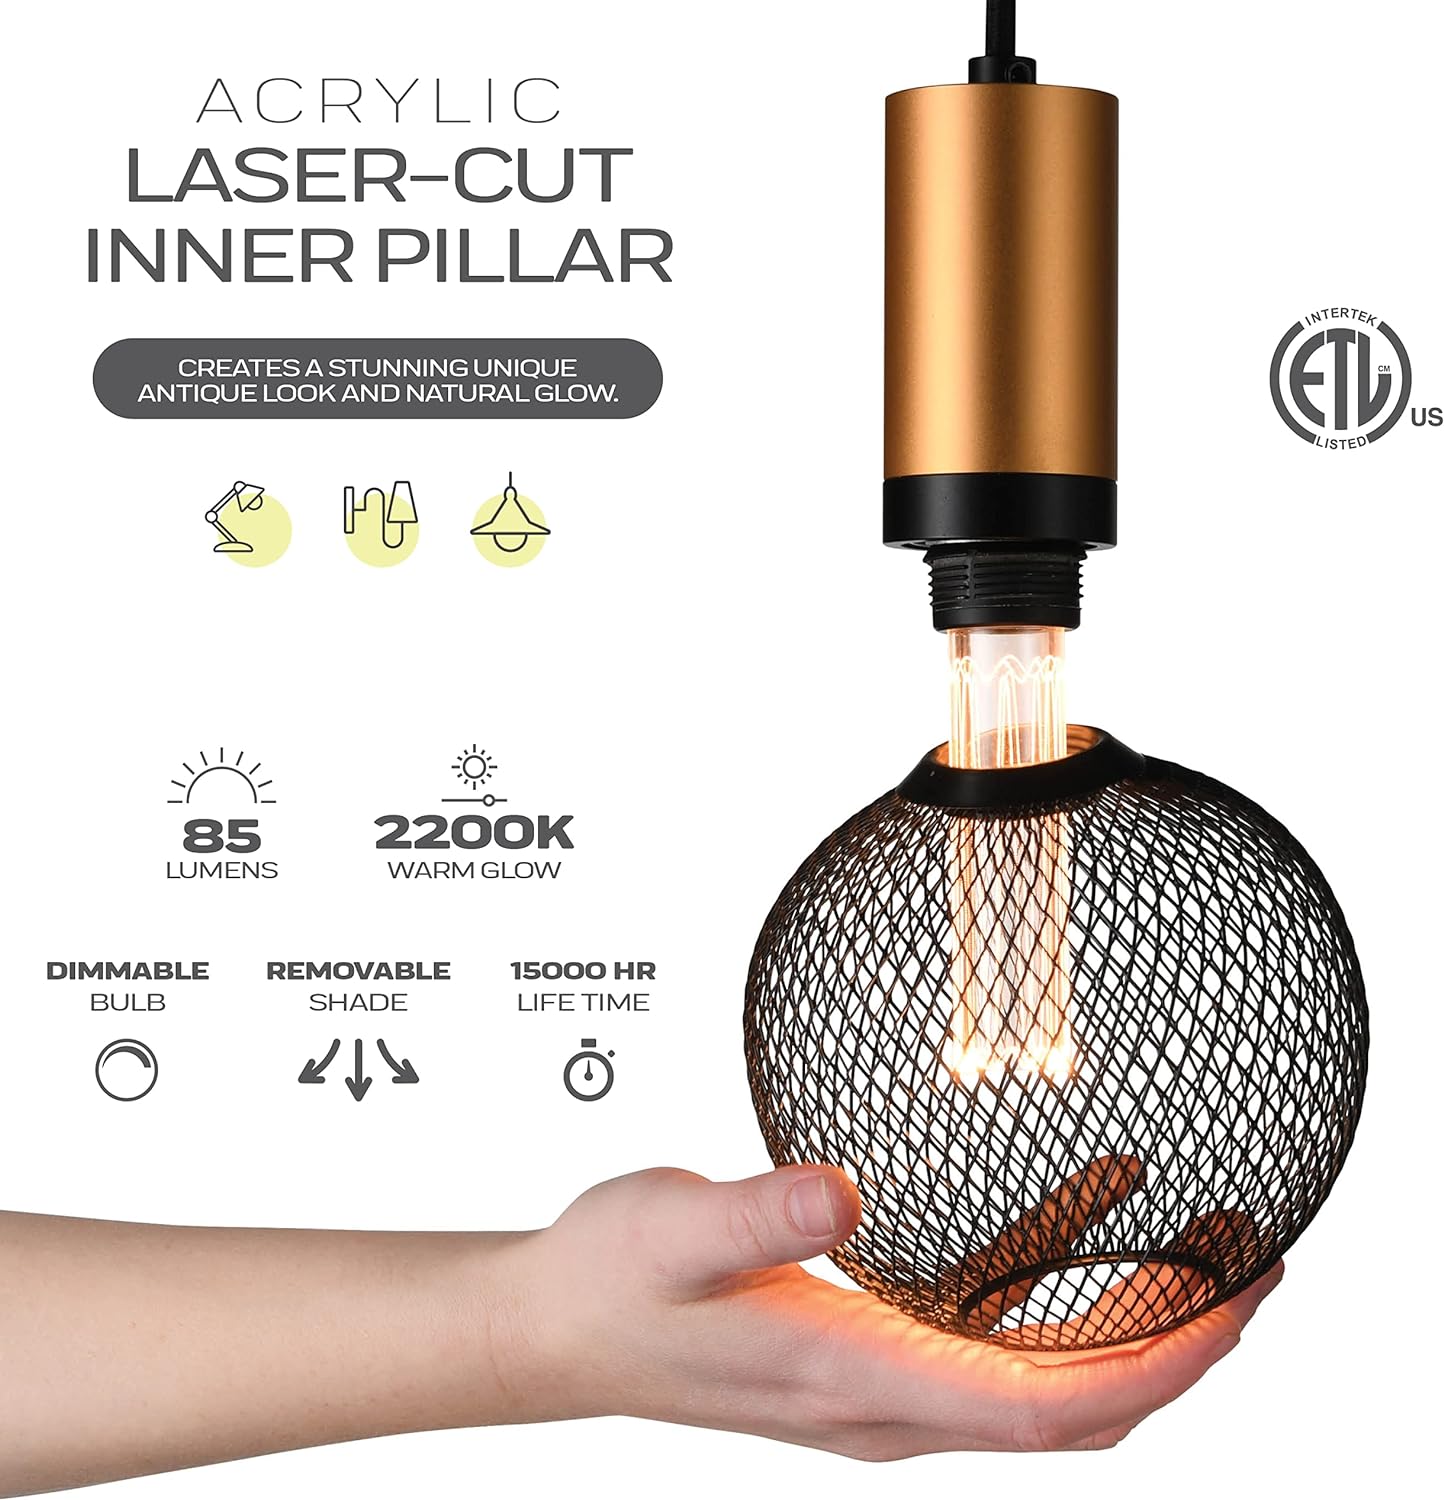 ACRYLIC
LASER-CUT
INNER PILLAR
CREATES A STUNNING UNIQUE
ANTIQUE LOOK AND NATURAL GLOW.
INTERTEK
ETL CM
LISTED
US
85
LUMENS
2200K
WARM GLOW
DIMMABLE
BULB
REMOVABLE
SHADE
15000 HR
LIFE TIME